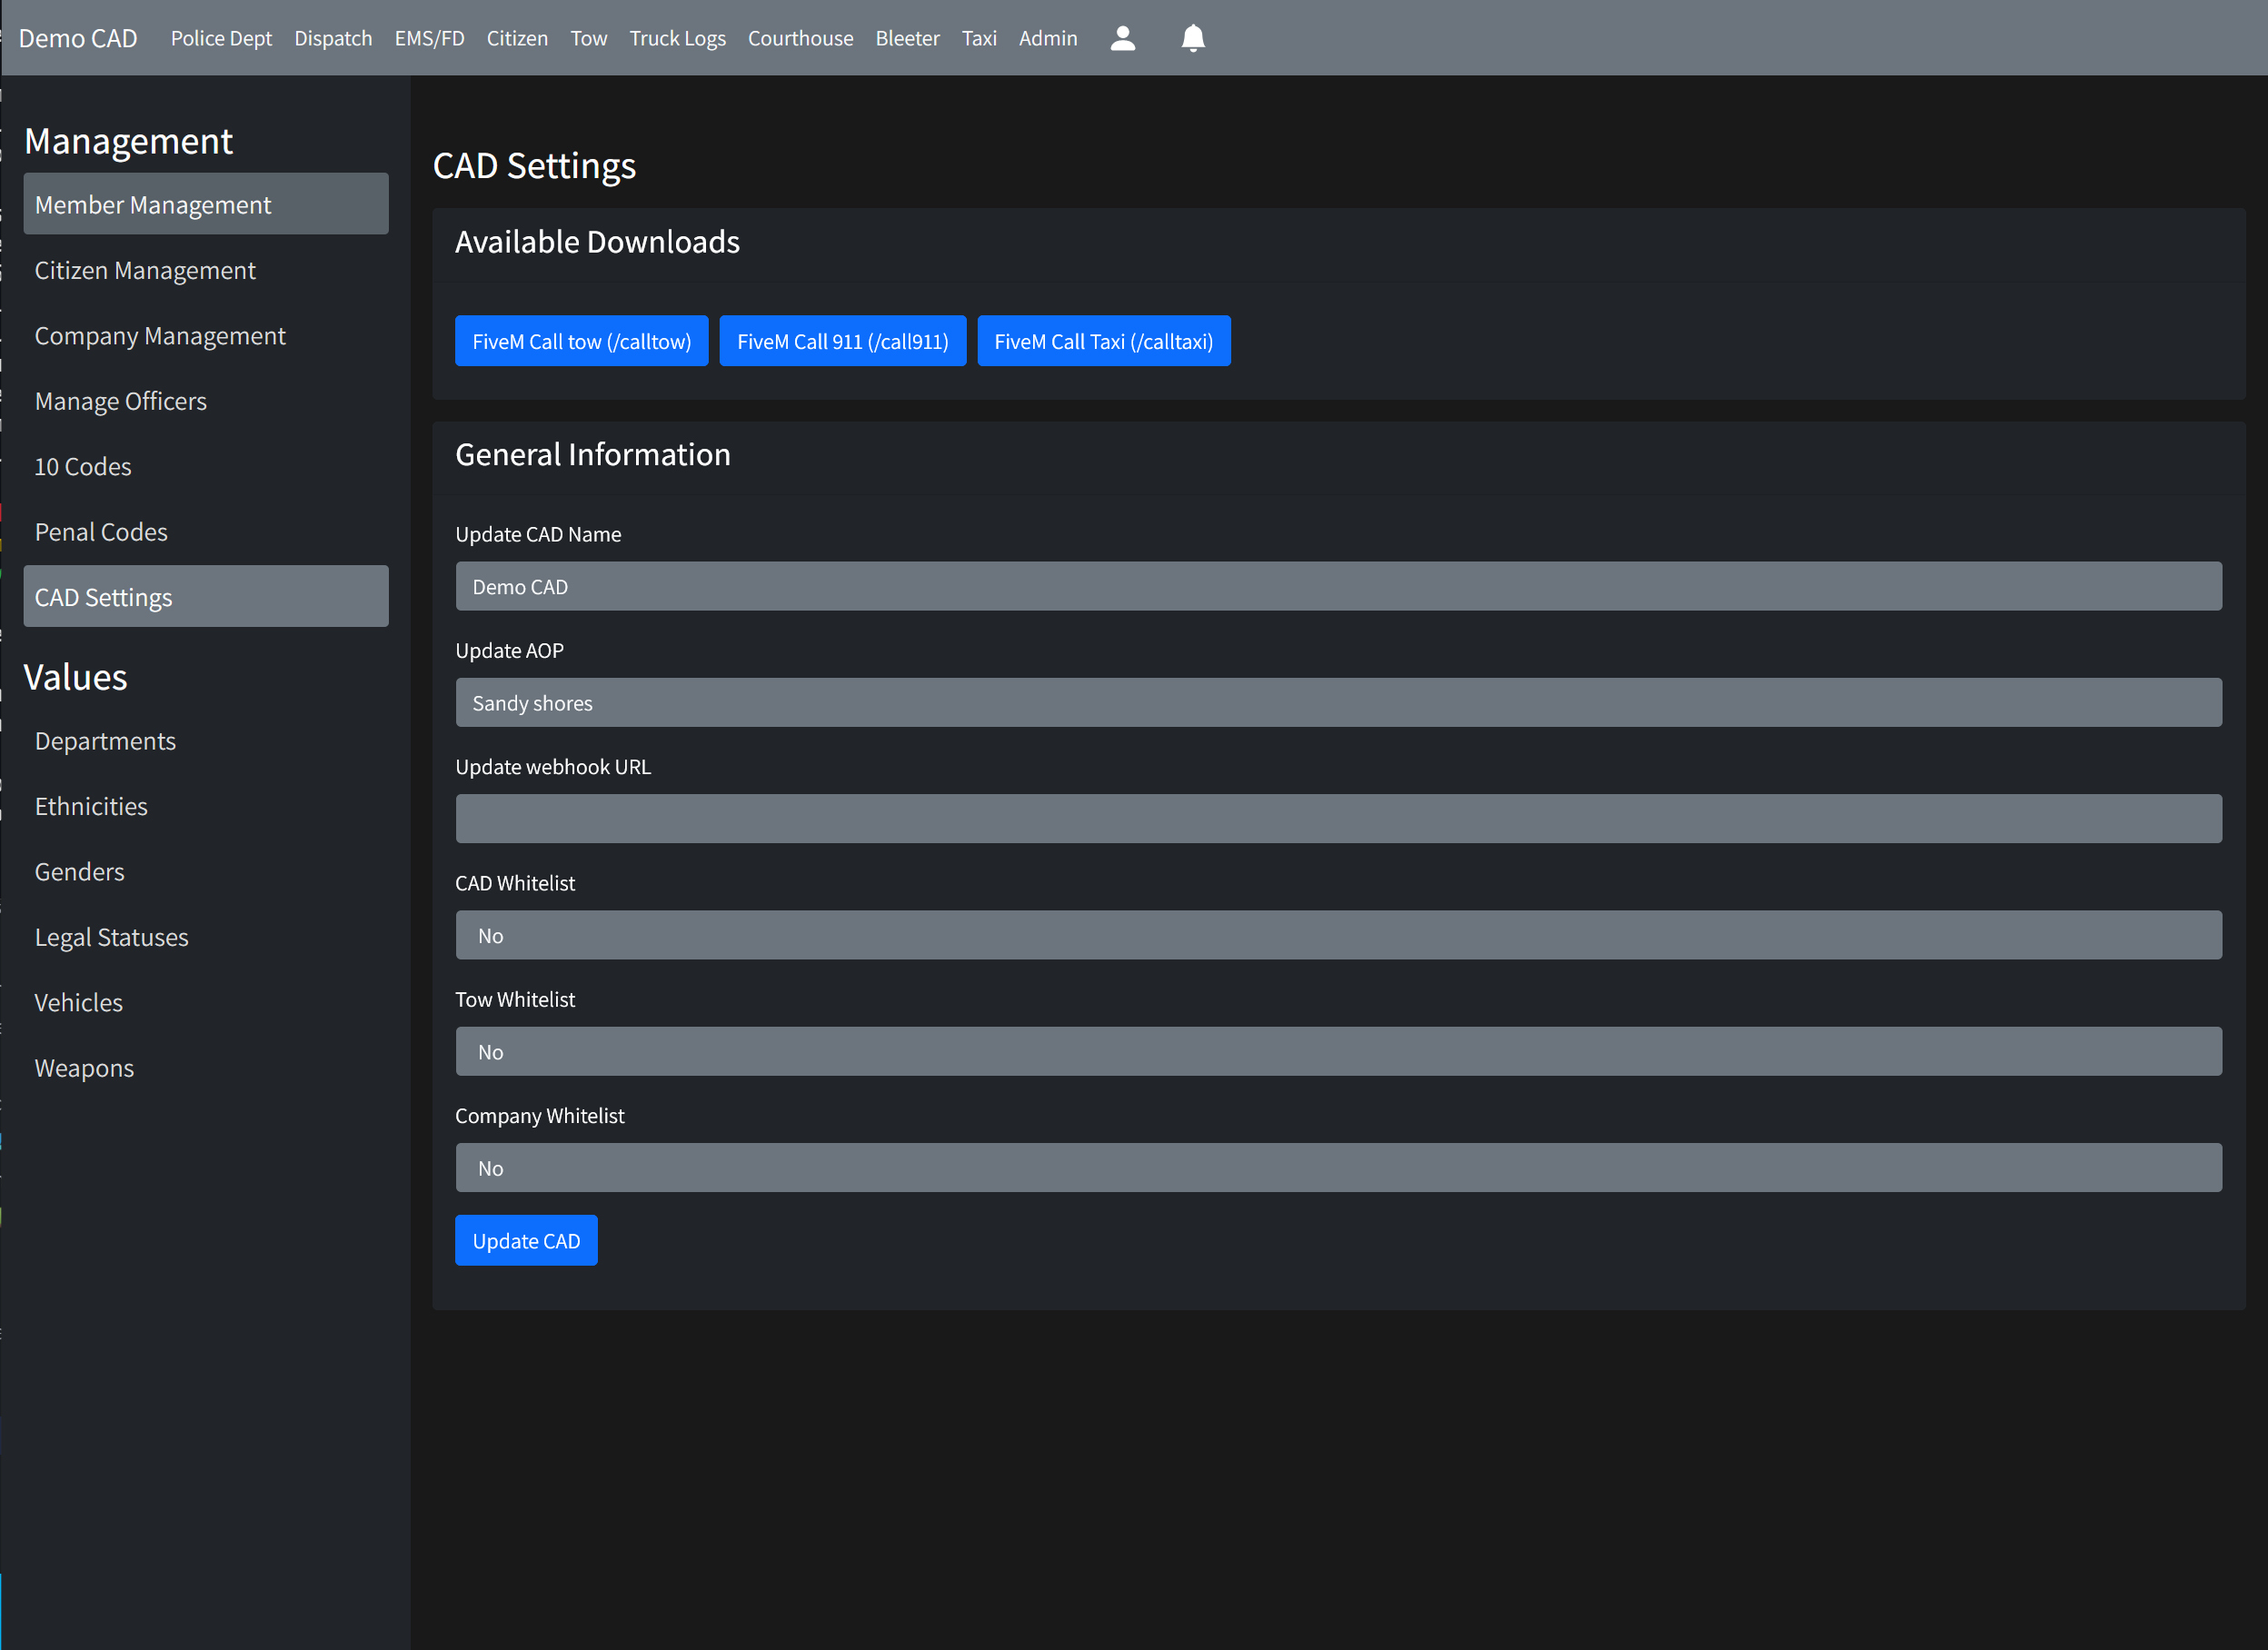 Demo CAD Police Dept Dispatch EMS/FD Citizen Tow Truck Logs Courthouse Bleeter Taxi Admin
Management
Member Management
Citizen Management
Company Management
Manage Officers
10 Codes
Penal Codes
CAD Settings
Values
Departments
Ethnicities
Genders
Legal Statuses
Vehicles
Weapons
CAD Settings
Available Downloads
FiveM Call tow (/calltow) FiveM Call 911 (/call911) FiveM Call Taxi (/calltaxi)
General Information
Update CAD Name
Demo CAD
Update AOP
Sandy shores
Update webhook URL
CAD Whitelist
No
Tow Whitelist
No
Company Whitelist
No
Update CAD